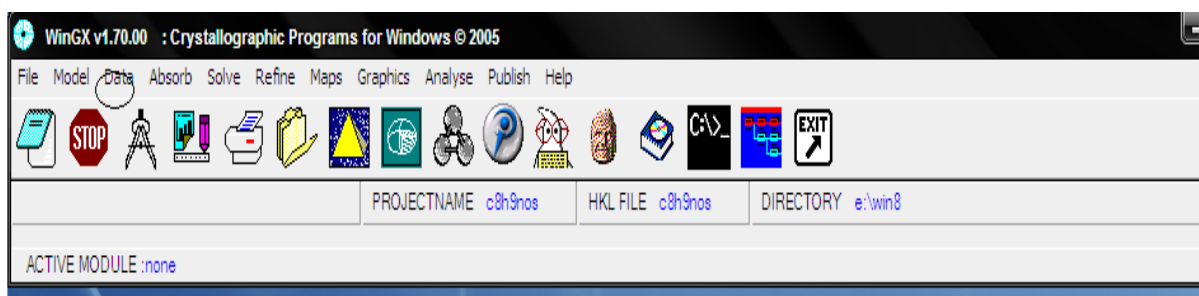 WinGX v1.70.00 : Crystallographic Programs for Windows © 2005
File Model Data Absorb Solve Refine Maps Graphics Analyse Publish Help
STOP C:\>_ EXIT
PROJECTNAME c8h9nos HKL FILE c8h9nos DIRECTORY e:\win8
ACTIVE MODULE :none